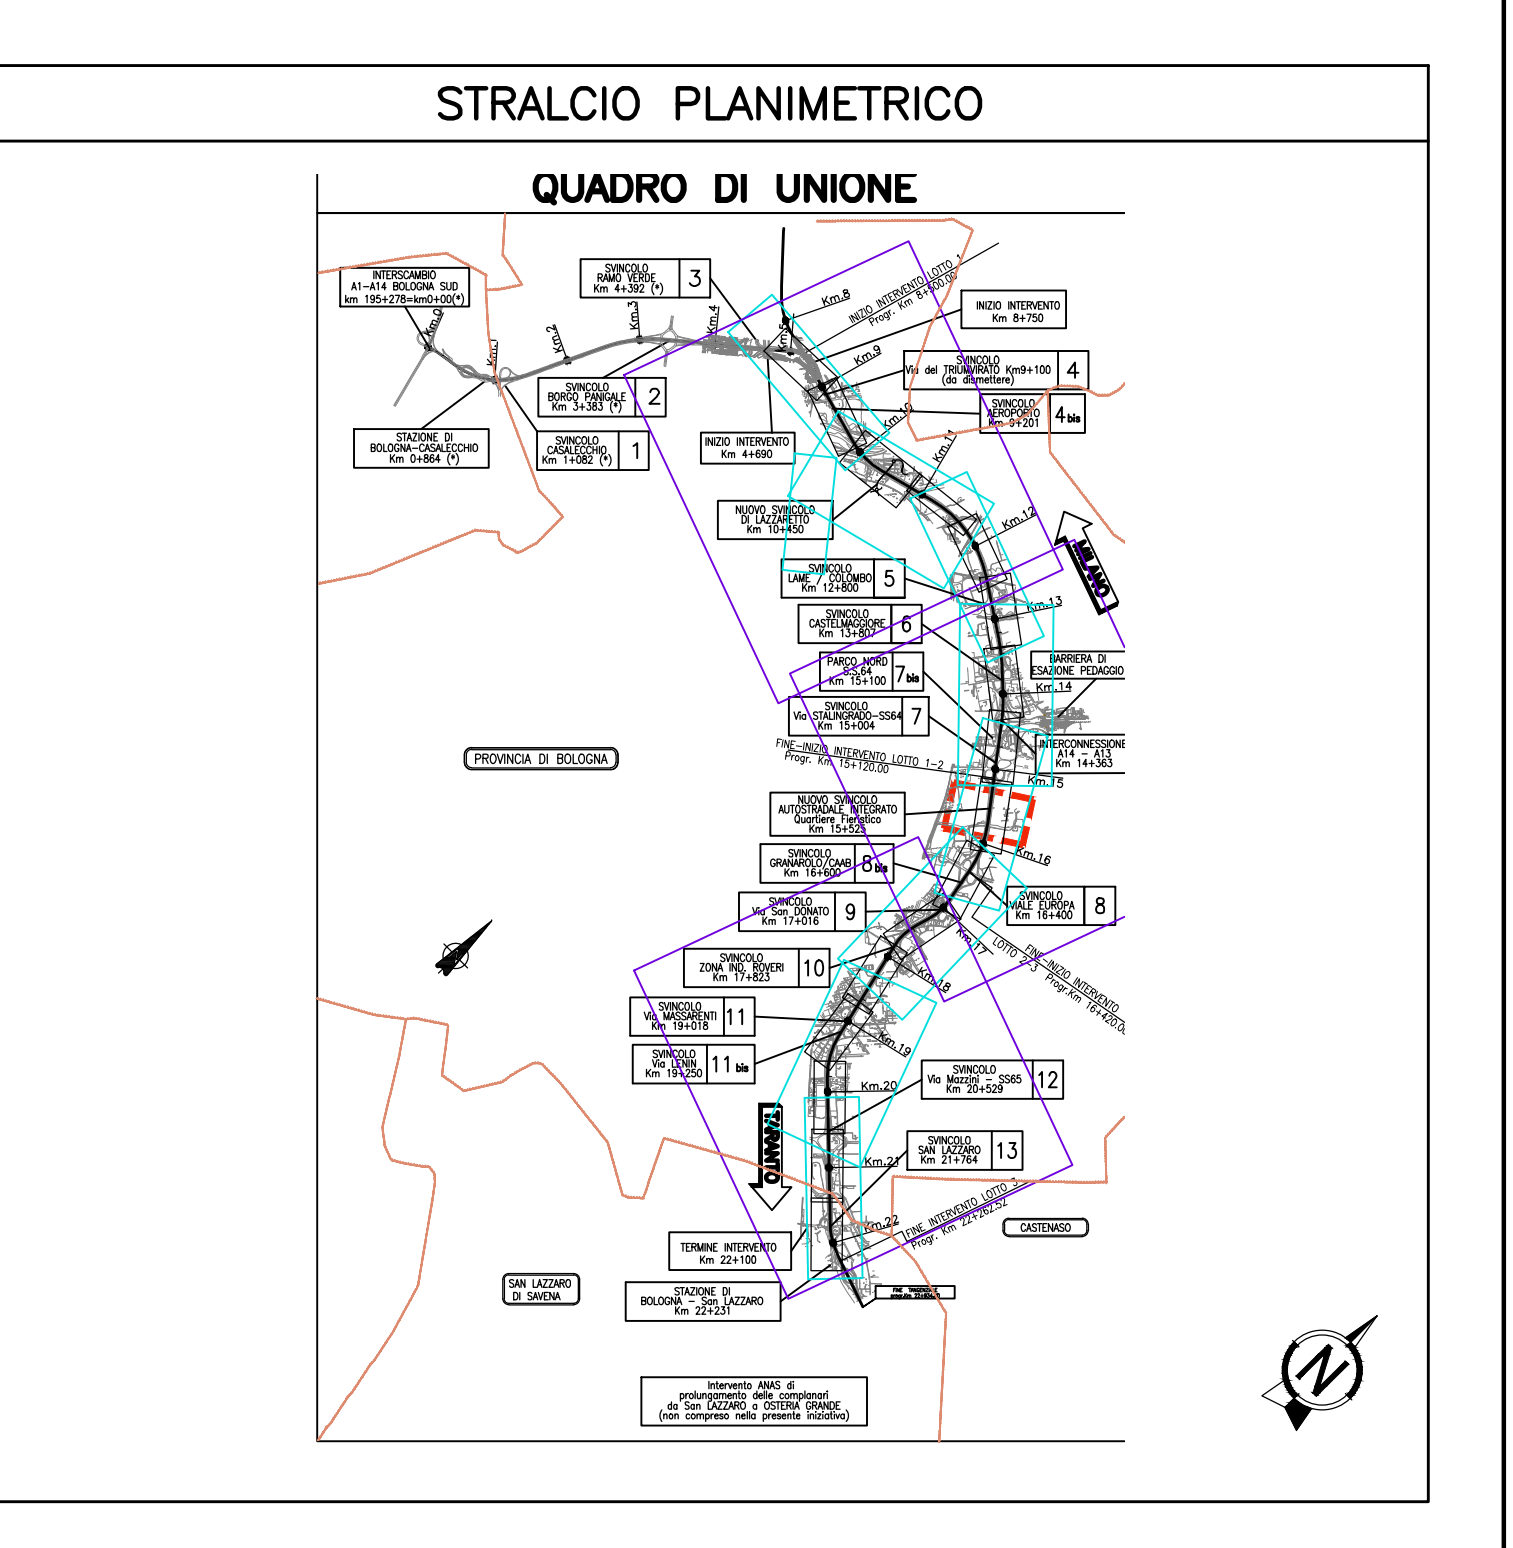 STRALCIO PLANIMETRICO
QUADRO DI UNIONE
INTERSCAMBIO
A1-A14 BOLOGNA SUD
km 195+278=km0+00(*)
SVINCOLO
RAMO VERDE
Km 4+392 (*)
3
INIZIO INTERVENTO LOTTO 1
Progr. Km 8+500.00
INIZIO INTERVENTO
Km 8+750
Km.0
Km.1
Km.2
Km.3
Km.4
Km.5
Km.8
Km.9
SVINCOLO
Via del TRIUMVIRATO Km9+100
(da dismettere)
4
SVINCOLO
BORGO PANIGALE
Km 3+383 (*)
2
SVINCOLO
AEROPORTO
Km 9+201
4 bis
Km.10
STAZIONE DI
BOLOGNA-CASALECCHIO
Km 0+864 (*)
SVINCOLO
CASALECCHIO
Km 1+082 (*)
1
INIZIO INTERVENTO
Km 4+690
Km.11
NUOVO SVINCOLO
DI LAZZARETTO
Km 10+450
Km.12
MILANO
SVINCOLO
LAME / COLOMBO
Km 12+800
5
Km.13
SVINCOLO
CASTELMAGGIORE
Km 13+807
6
PARCO NORD
S.S.64
Km 15+100
7 bis
BARRIERA DI
ESAZIONE PEDAGGIO
Km.14
SVINCOLO
Via STALINGRADO-SS64
Km 15+004
7
FINE-INIZIO INTERVENTO LOTTO 1-2
Progr. Km 15+120.00
INTERCONNESSIONE
A14 - A13
Km 14+363
PROVINCIA DI BOLOGNA
Km.15
NUOVO SVINCOLO
AUTOSTRADALE INTEGRATO
Quartiere Fieristico
Km 15+525
Km.16
SVINCOLO
GRANAROLO/CAAB
Km 16+600
8 bis
SVINCOLO
VIALE EUROPA
Km 16+400
8
SVINCOLO
Via San DONATO
Km 17+016
9
Km.17
FINE-INIZIO INTERVENTO
LOTTO 2-3 Progr.Km 16+420.00
SVINCOLO
ZONA IND. ROVERI
Km 17+823
10
Km.18
SVINCOLO
Via MASSARENTI
Km 19+018
11
Km.19
SVINCOLO
Via LENIN
Km 19+250
11 bis
SVINCOLO
Via Mazzini - SS65
Km 20+529
12
Km.20
TARANTO
SVINCOLO
SAN LAZZARO
Km 21+764
13
Km.21
FINE INTERVENTO LOTTO 3
Progr. Km 22+262.52
Km.22
CASTENASO
TERMINE INTERVENTO
Km 22+100
SAN LAZZARO
DI SAVENA
STAZIONE DI
BOLOGNA - San LAZZARO
Km 22+231
FINE TANGENZIALE
Intervento ANAS di
prolungamento delle complanari
da San LAZZARO a OSTERIA GRANDE
(non compreso nella presente iniziativa)
N